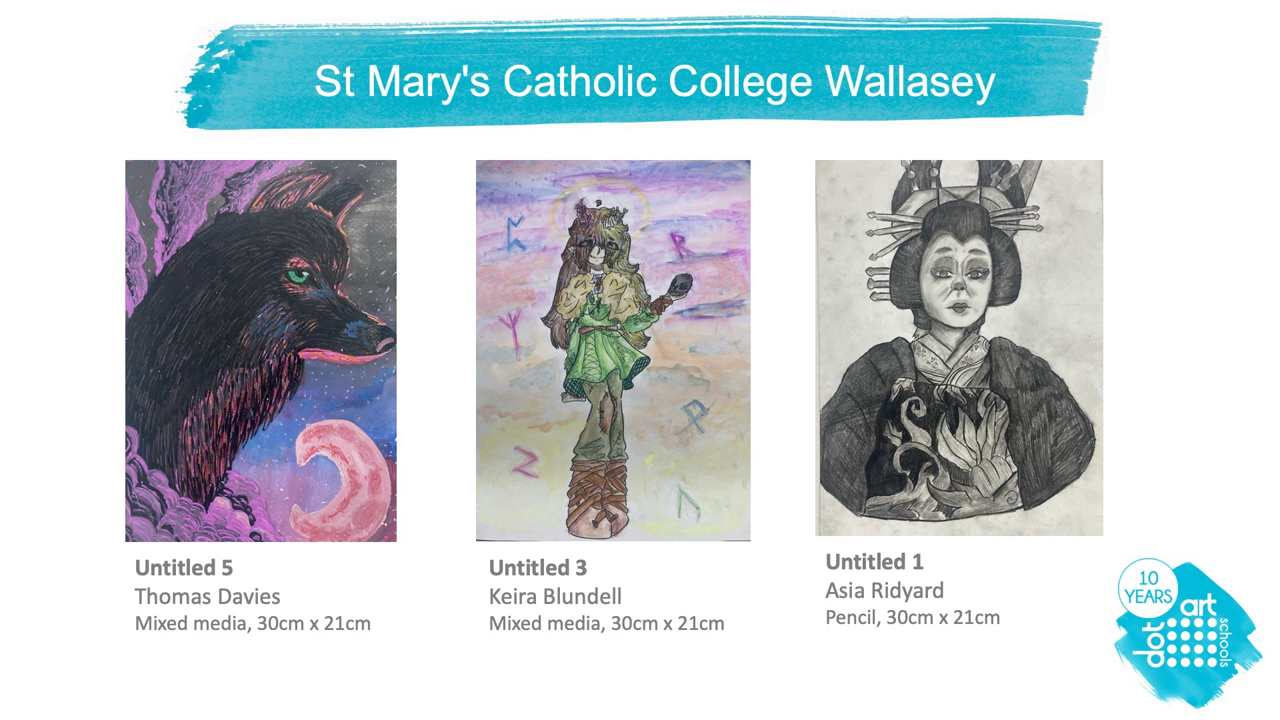 St Mary's Catholic College Wallasey
Untitled 5
Thomas Davies
Mixed media, 30cm x 21cm
Untitled 3
Keira Blundell
Mixed media, 30cm x 21cm
Untitled 1
Asia Ridyard
Pencil, 30cm x 21cm
10
YEARS
dot
art
schools